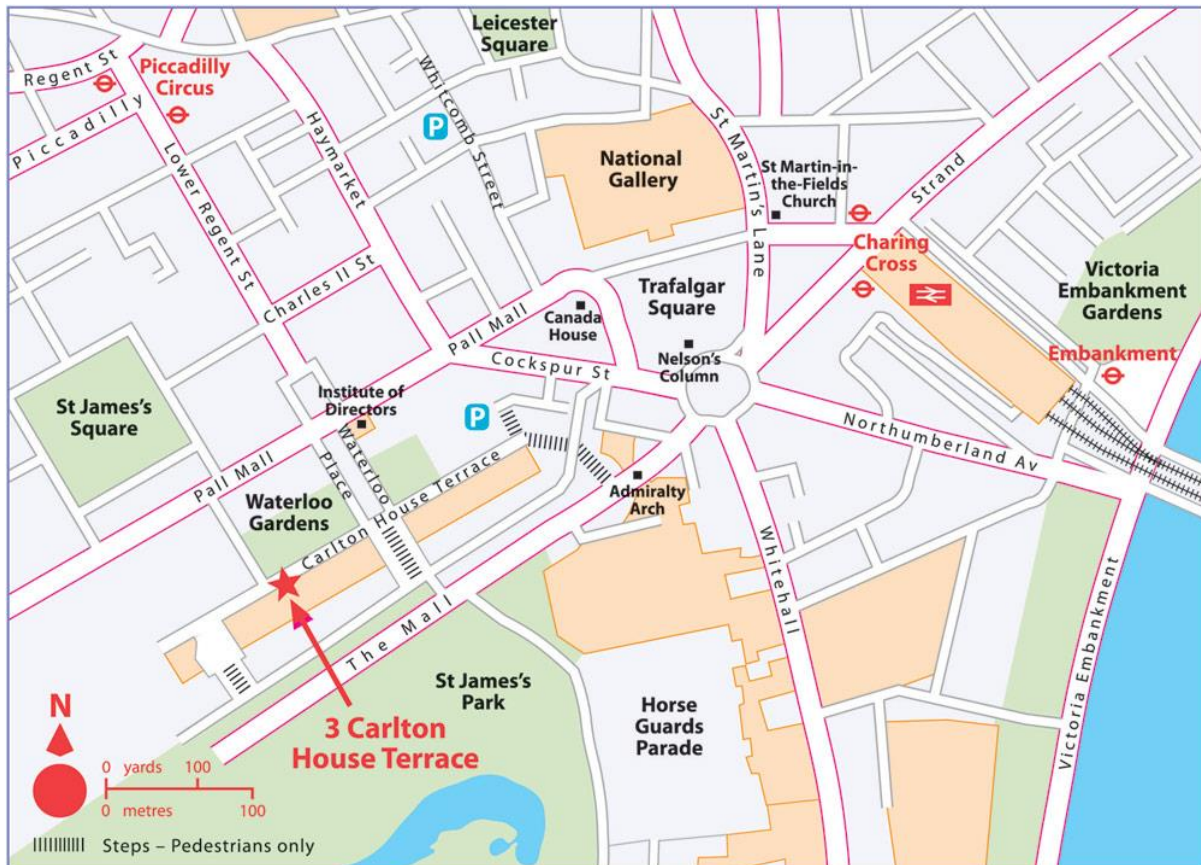 Leicester
Square
Regent St
Piccadilly
Circus
Piccadilly
P
Whitcomb Street
Haymarket
Lower Regent St
St Martin's Lane
National
Gallery
St Martin-in-
the-Fields
Church
Strand
Charing
Cross
Victoria
Embankment
Gardens
Embankment
Charles II St
Trafalgar
Square
Canada
House
Pall Mall
Cockspur St
Nelson's
Column
St James's
Square
Institute of
Directors
P
Northumberland Av
Pall Mall
Waterloo
Place
Waterloo
Gardens
Carlton House Terrace
Admiralty
Arch
Whitehall
Victoria Embankment
The Mall
St James's
Park
Horse
Guards
Parade
3 Carlton
House Terrace
N
0 yards 100
0 metres 100
Steps – Pedestrians only